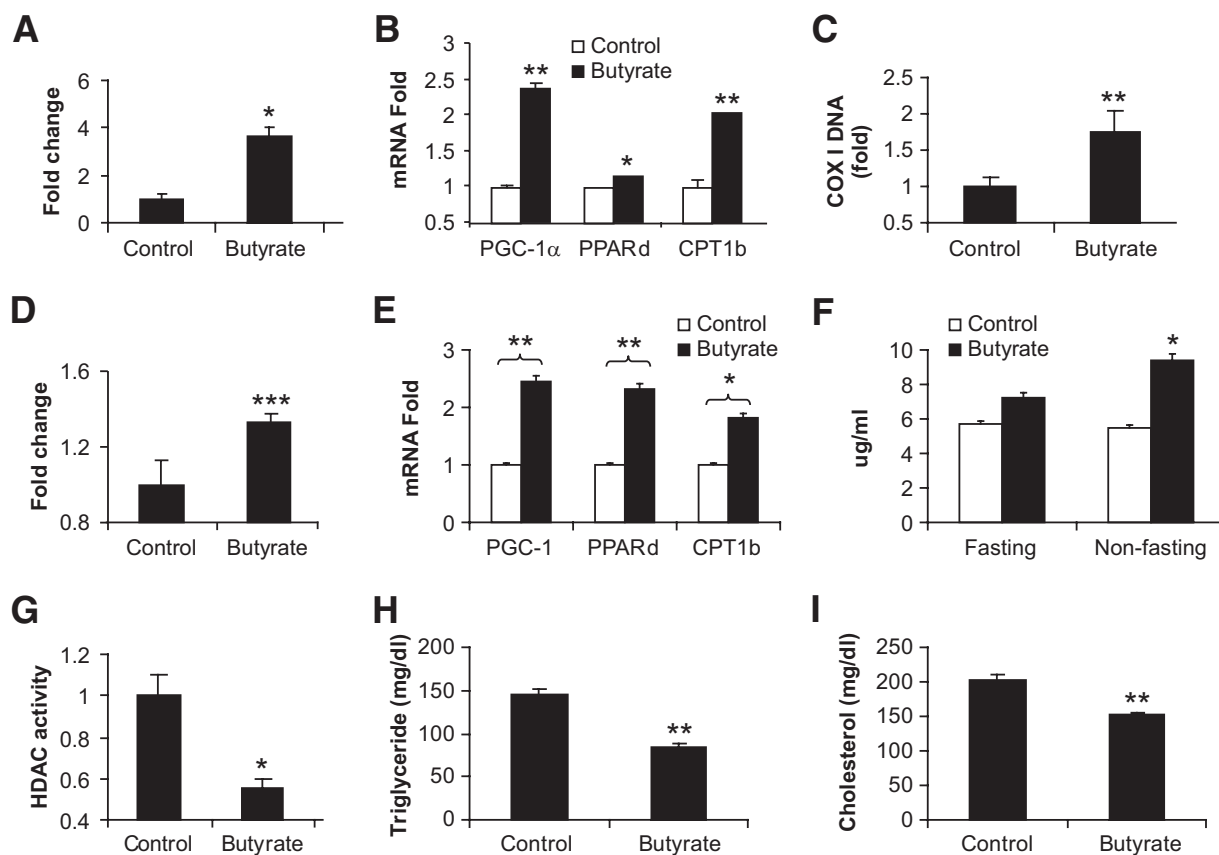 A
Fold change
6
4
2
0
*
Control Butyrate
B
mRNA Fold
3
2.5
2
1.5
1
0.5
Control
Butyrate
**
*
**
PGC-1α PPARd CPT1b
C
COX I DNA
(fold)
2.5
2
1.5
1
0.5
**
Control Butyrate
D
Fold change
1.6
1.2
0.8
***
Control Butyrate
E
mRNA Fold
3
2
1
0
Control
Butyrate
**
**
*
PGC-1 PPARd CPT1b
F
ug/ml
10
8
6
4
2
0
Control
Butyrate
*
Fasting Non-fasting
G
HDAC activity
1.2
1
0.8
0.6
0.4
*
Control Butyrate
H
Triglyceride (mg/dl)
200
150
100
50
0
**
Control Butyrate
I
Cholesterol (mg/dl)
250
200
150
100
50
0
**
Control Butyrate